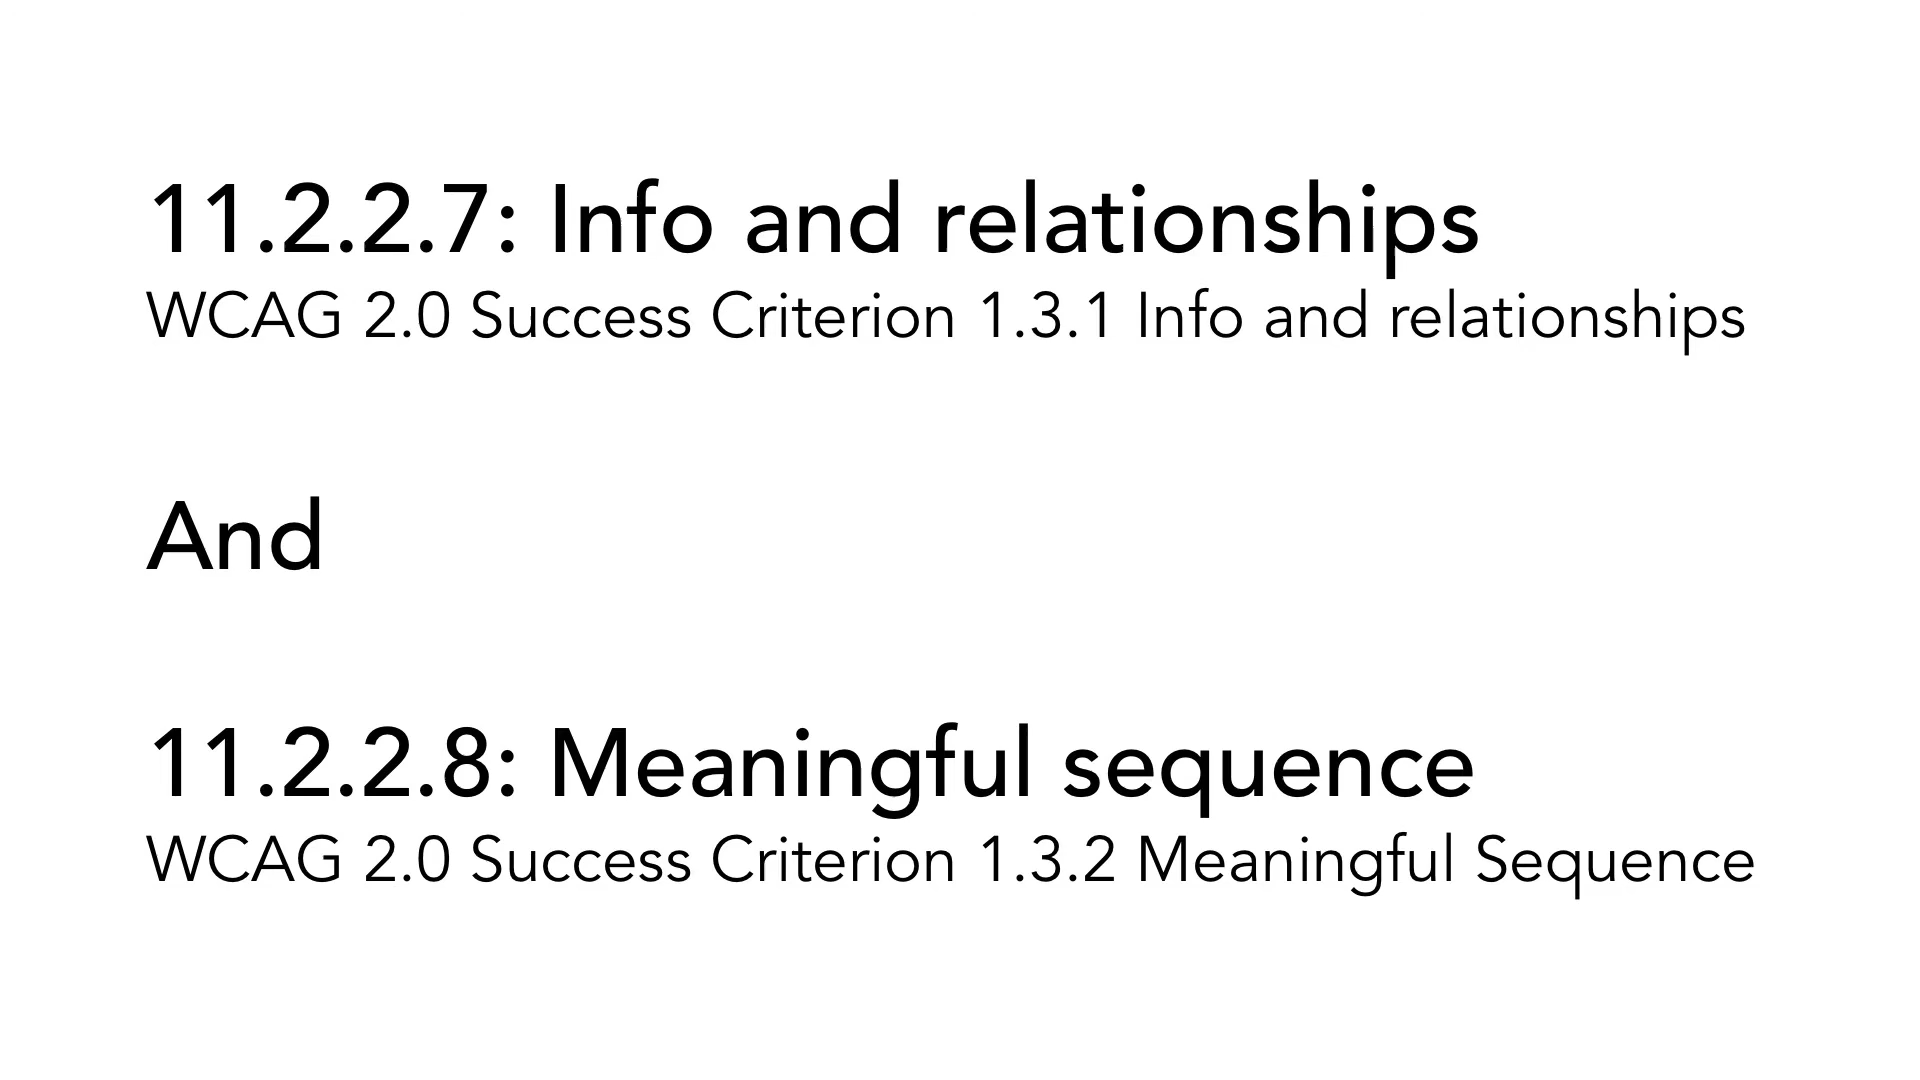 11.2.2.7: Info and relationships
WCAG 2.0 Success Criterion 1.3.1 Info and relationships
And
11.2.2.8: Meaningful sequence
WCAG 2.0 Success Criterion 1.3.2 Meaningful Sequence